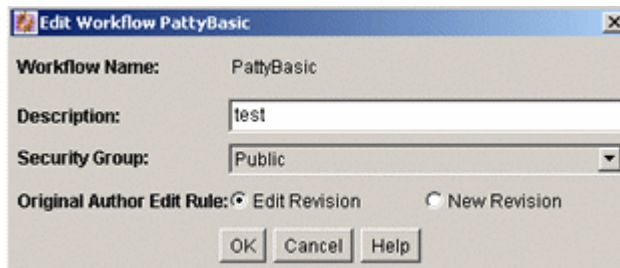 Edit Workflow PattyBasic
Workflow Name: PattyBasic
Description: test
Security Group: Public
Original Author Edit Rule: Edit Revision New Revision
OK Cancel Help